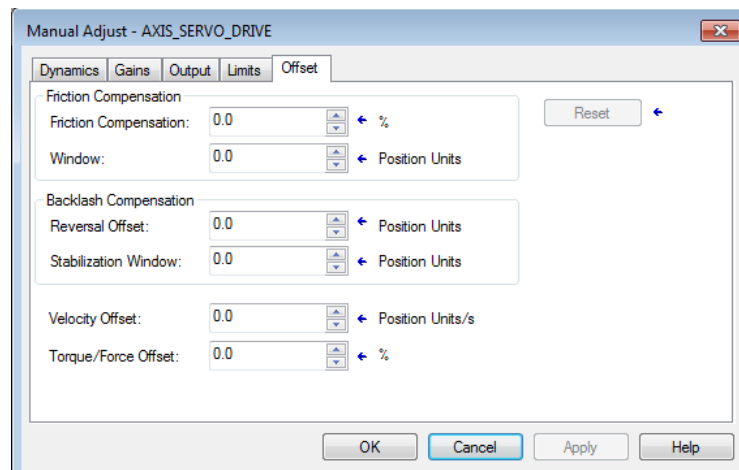 Manual Adjust - AXIS_SERVO_DRIVE
Dynamics Gains Output Limits Offset
Friction Compensation
Friction Compensation: 0.0 %
Reset
Window: 0.0 Position Units
Backlash Compensation
Reversal Offset: 0.0 Position Units
Stabilization Window: 0.0 Position Units
Velocity Offset: 0.0 Position Units/s
Torque/Force Offset: 0.0 %
OK Cancel Apply Help